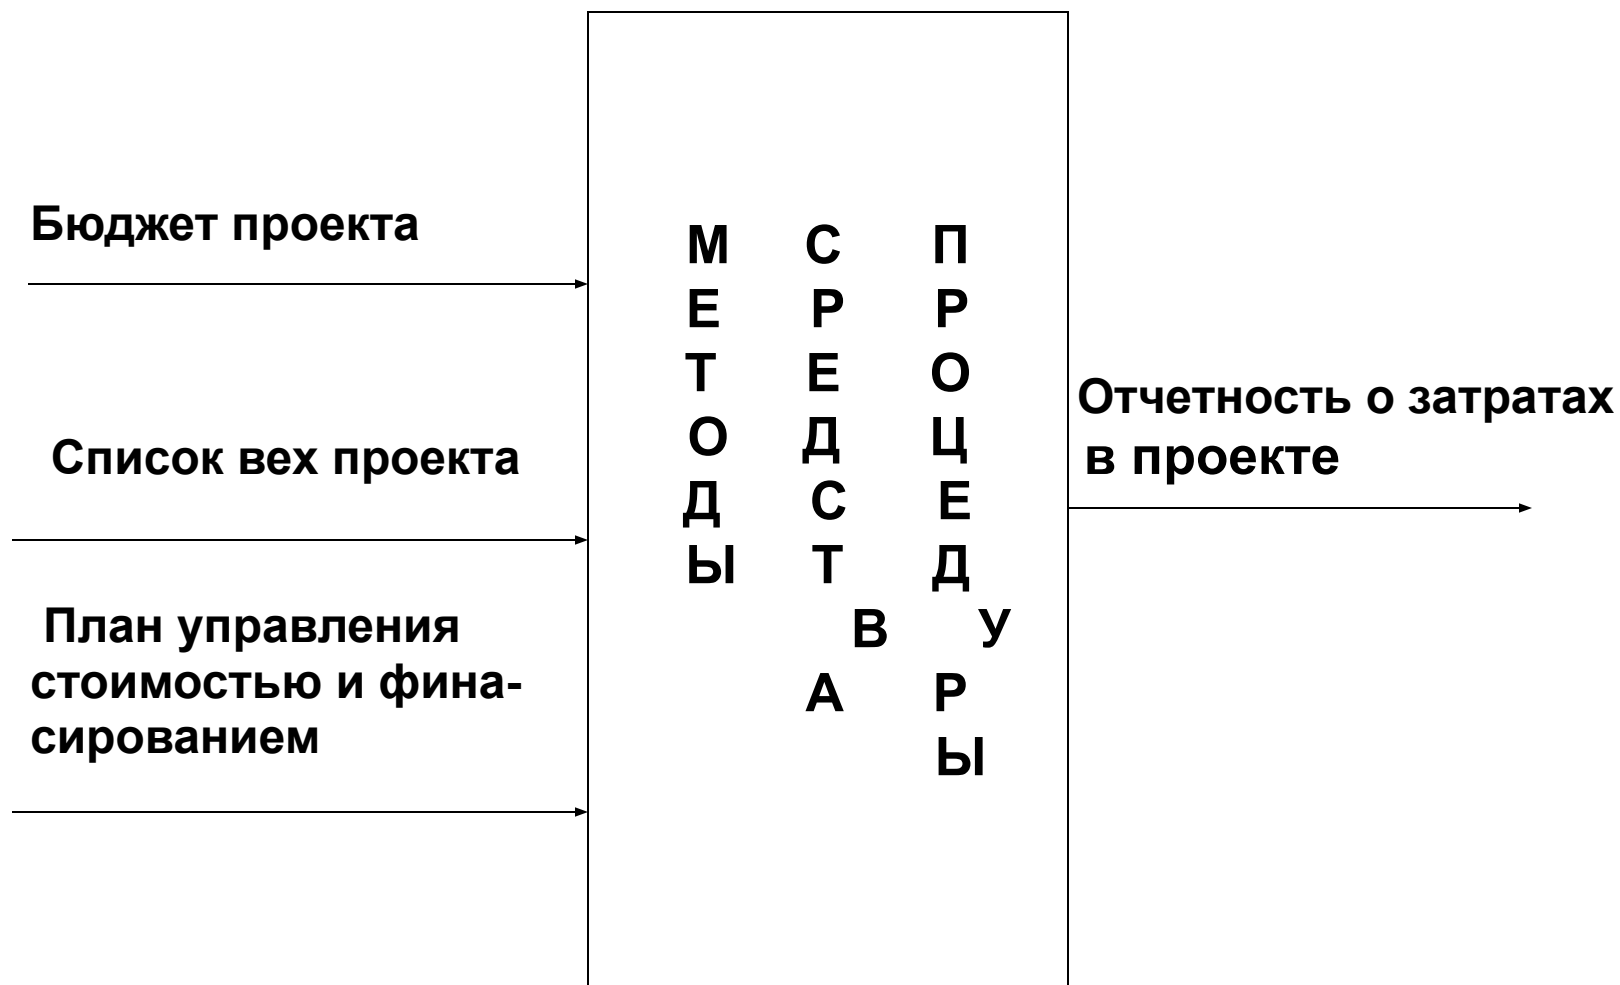 Бюджет проекта
Список вех проекта
План управления
стоимостью и фина-
сированием
М С П
Е Р Р
Т Е О
О Д Ц
Д С Е
Ы Т Д
В У
А Р
Ы
Отчетность о затратах
в проекте